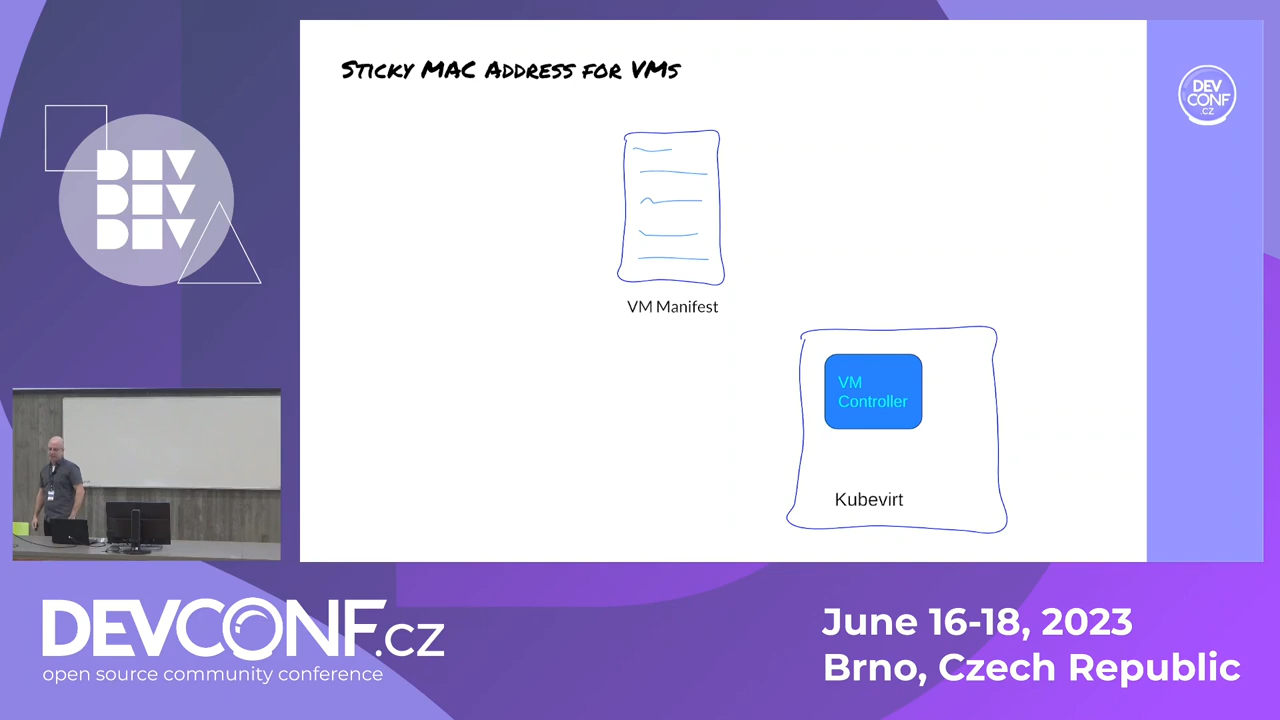 STICKY MAC ADDRESS FOR VMS
DEV
CONF
.CZ
DEV
DEV
DEV
VM Manifest
VM
Controller
Kubevirt
DEVCONF.cz
open source community conference
June 16-18, 2023
Brno, Czech Republic